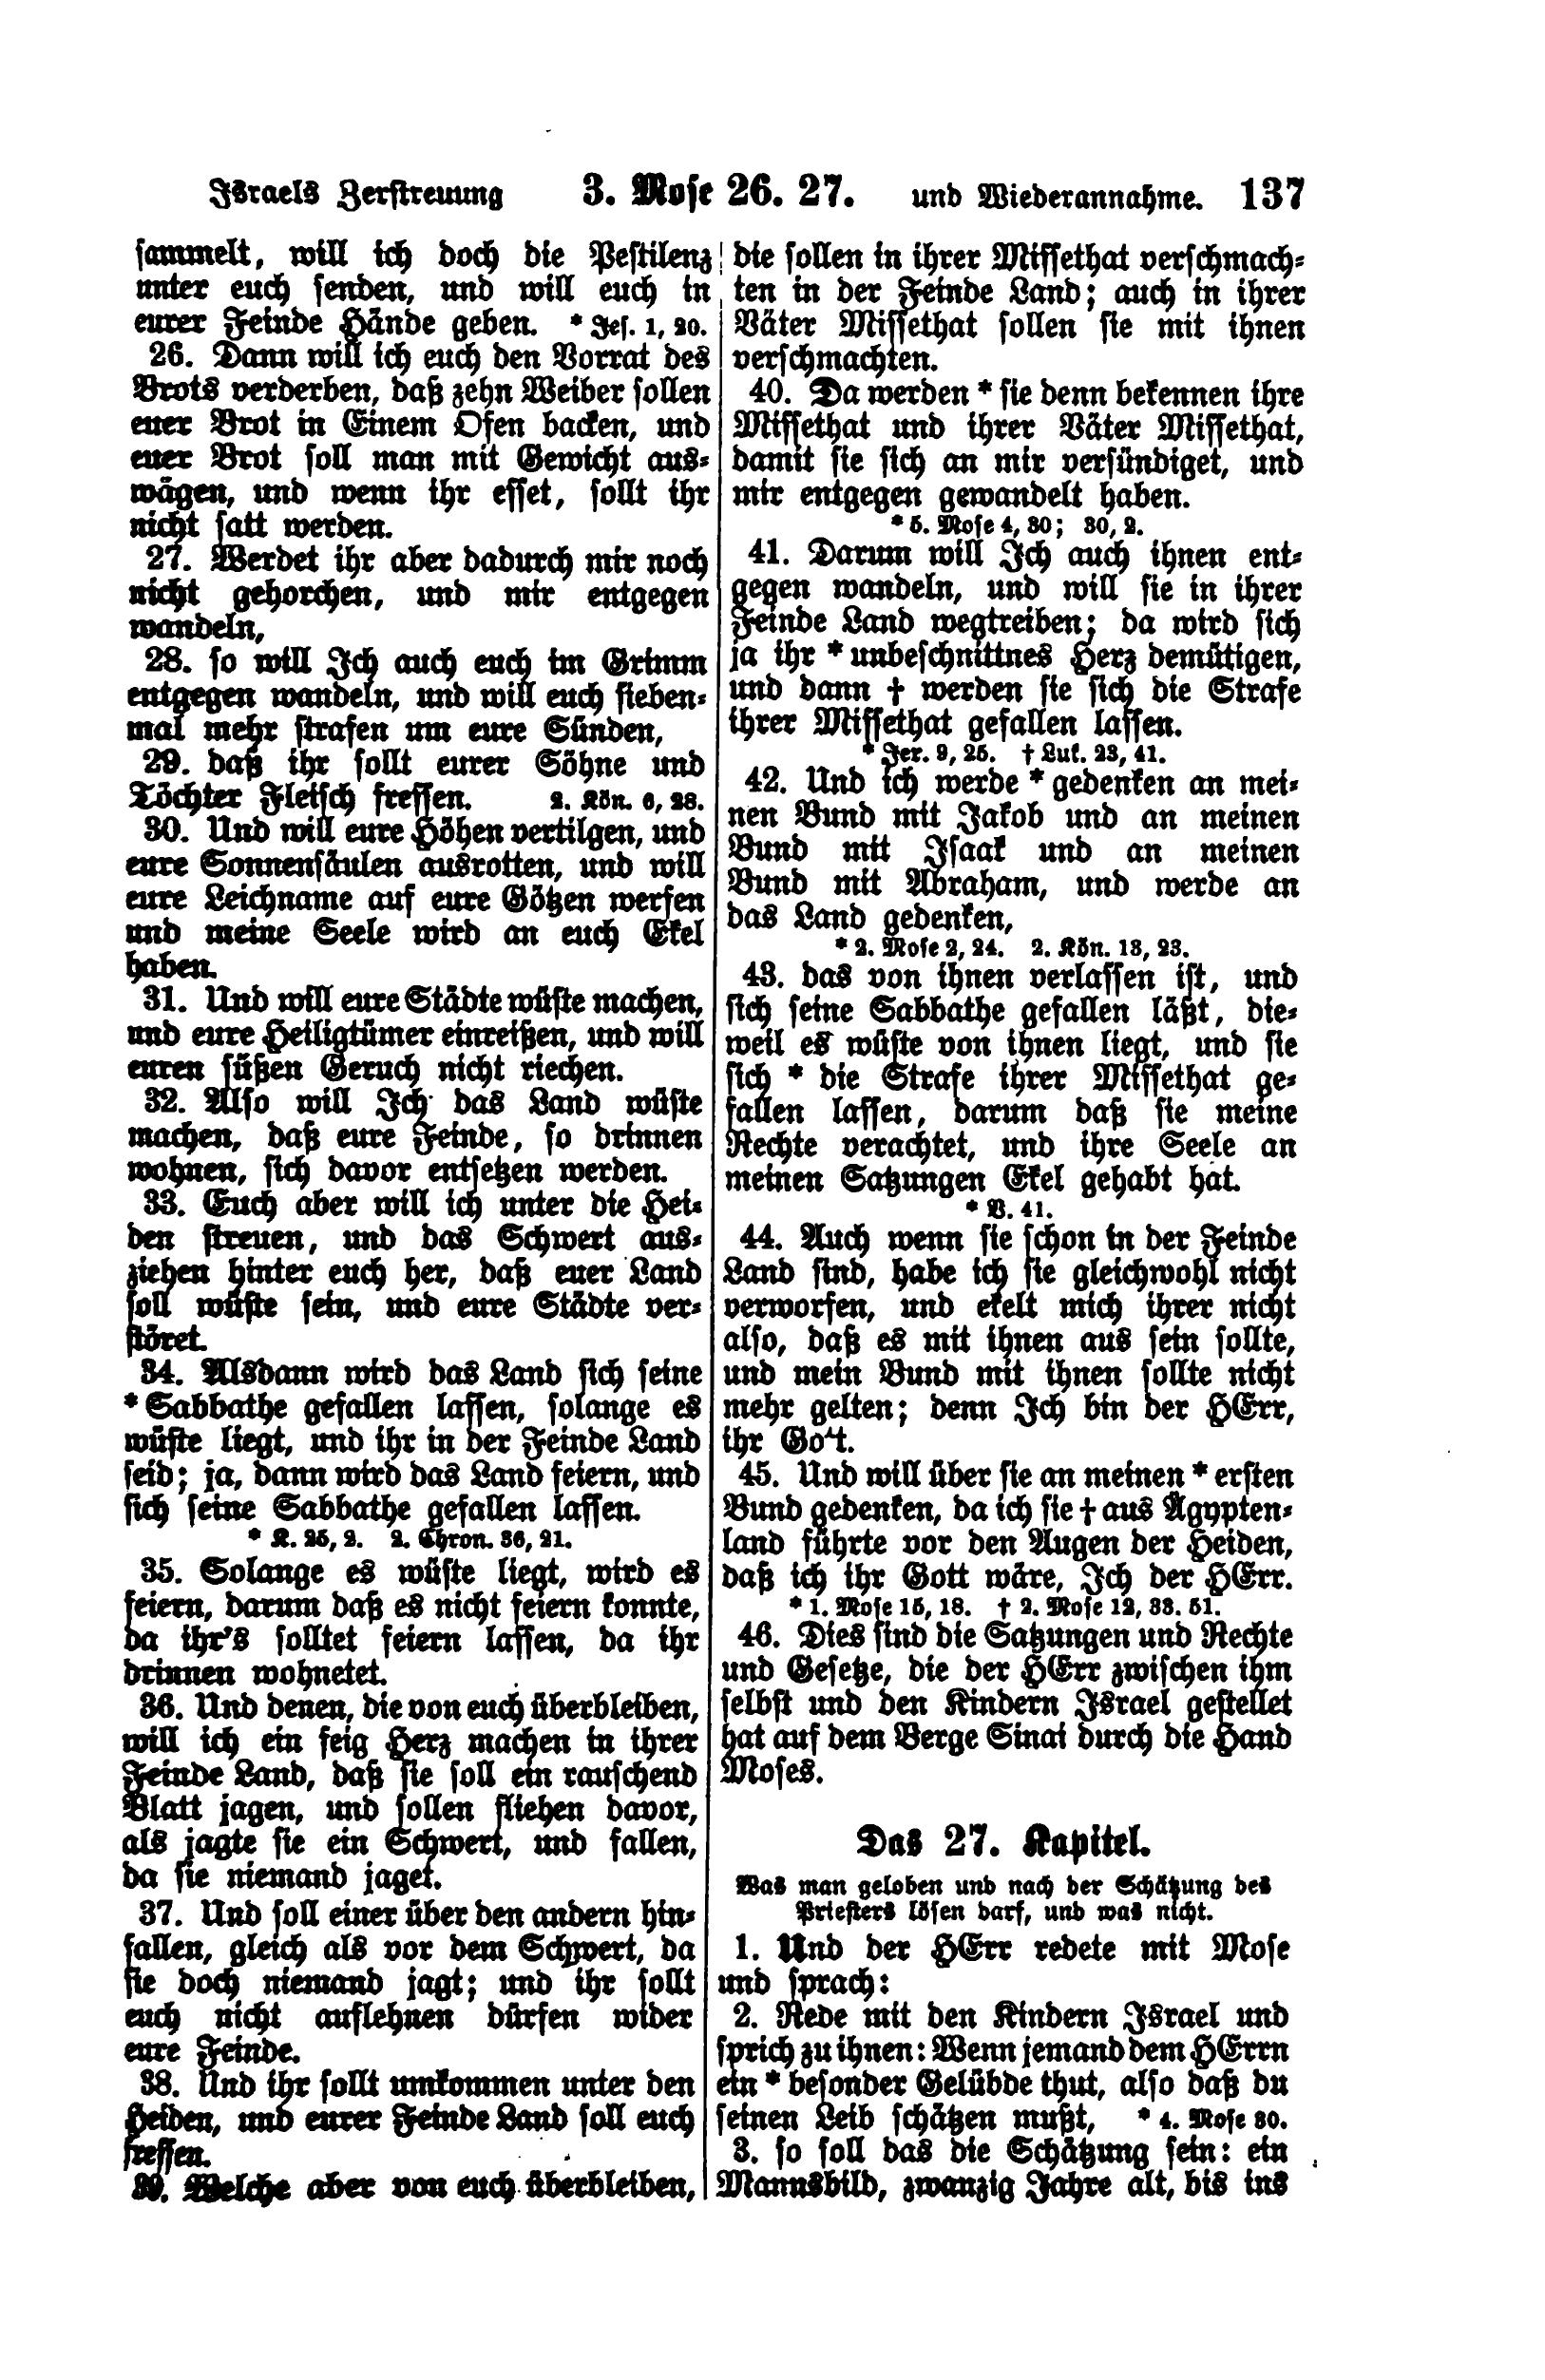 Israels Zerstreuung 3. Mose 26. 27. und Wiederannahme. 137
sammelt, will ich doch die Pestilenz
unter euch senden, und will euch in
eurer Feinde Hände geben. * Jes. 1, 20.
26. Dann will ich euch den Vorrat des
Brots verderben, daß zehn Weiber sollen
euer Brot in Einem Ofen backen, und
euer Brot soll man mit Gewicht aus-
wägen, und wenn ihr esset, sollt ihr
nicht satt werden.
27. Werdet ihr aber dadurch mir noch
nicht gehorchen, und mir entgegen
wandeln,
28. so will Ich auch euch im Grimm
entgegen wandeln, und will euch sieben-
mal mehr strafen um eure Sünden,
29. daß ihr sollt eurer Söhne und
Töchter Fleisch fressen. 2. Kön. 6, 28.
30. Und will eure Höhen vertilgen, und
eure Sonnensäulen ausrotten, und will
eure Leichname auf eure Götzen werfen
und meine Seele wird an euch Ekel
haben.
31. Und will eure Städte wüste machen,
und eure Heiligtümer einreißen, und will
euren süßen Geruch nicht riechen.
32. Also will Ich das Land wüste
machen, daß eure Feinde, so drinnen
wohnen, sich davor entsetzen werden.
33. Euch aber will ich unter die Hei-
den streuen, und das Schwert aus-
ziehen hinter euch her, daß euer Land
soll wüste sein, und eure Städte ver-
störet.
34. Alsdann wird das Land sich seine
* Sabbathe gefallen lassen, solange es
wüste liegt, und ihr in der Feinde Land
seid; ja, dann wird das Land feiern, und
sich seine Sabbathe gefallen lassen.
* K. 25, 2. 2. Chron. 36, 21.
35. Solange es wüste liegt, wird es
feiern, darum daß es nicht feiern konnte,
da ihr's solltet feiern lassen, da ihr
drinnen wohnetet.
36. Und denen, die von euch überbleiben,
will ich ein feig Herz machen in ihrer
Feinde Land, daß sie soll ein rauschend
Blatt jagen, und sollen fliehen davor,
als jagte sie ein Schwert, und fallen,
da sie niemand jaget.
37. Und soll einer über den andern hin-
fallen, gleich als vor dem Schwert, da
sie doch niemand jagt; und ihr sollt
euch nicht auflehnen dürfen wider
eure Feinde.
38. Und ihr sollt umkommen unter den
Heiden, und eurer Feinde Land soll euch
fressen.
39. Welche aber von euch überbleiben,
die sollen in ihrer Missethat verschmach-
ten in der Feinde Land; auch in ihrer
Väter Missethat sollen sie mit ihnen
verschmachten.
40. Da werden * sie denn bekennen ihre
Missethat und ihrer Väter Missethat,
damit sie sich an mir versündiget, und
mir entgegen gewandelt haben.
* 5. Mose 4, 30; 30, 2.
41. Darum will Ich auch ihnen ent-
gegen wandeln, und will sie in ihrer
Feinde Land wegtreiben; da wird sich
ja ihr * unbeschnittnes Herz demütigen,
und dann † werden sie sich die Strafe
ihrer Missethat gefallen lassen.
* Jer. 9, 25. † Luk. 23, 41.
42. Und ich werde * gedenken an mei-
nen Bund mit Jakob und an meinen
Bund mit Isaak und an meinen
Bund mit Abraham, und werde an
das Land gedenken,
* 2. Mose 2, 24. 2. Kön. 13, 23.
43. das von ihnen verlassen ist, und
sich seine Sabbathe gefallen läßt, die-
weil es wüste von ihnen liegt, und sie
sich * die Strafe ihrer Missethat ge-
fallen lassen, darum daß sie meine
Rechte verachtet, und ihre Seele an
meinen Satzungen Ekel gehabt hat.
* V. 41.
44. Auch wenn sie schon in der Feinde
Land sind, habe ich sie gleichwohl nicht
verworfen, und ekelt mich ihrer nicht
also, daß es mit ihnen aus sein sollte,
und mein Bund mit ihnen sollte nicht
mehr gelten; denn Ich bin der HErr,
ihr Gott.
45. Und will über sie an meinen * ersten
Bund gedenken, da ich sie † aus Ägypten-
land führte vor den Augen der Heiden,
daß ich ihr Gott wäre, Ich der HErr.
* 1. Mose 15, 18. † 2. Mose 12, 33. 51.
46. Dies sind die Satzungen und Rechte
und Gesetze, die der HErr zwischen ihm
selbst und den Kindern Israel gestellet
hat auf dem Berge Sinai durch die Hand
Moses.
Das 27. Kapitel.
Was man geloben und nach der Schätzung des
Priesters lösen darf, und was nicht.
1. Und der HErr redete mit Mose
und sprach:
2. Rede mit den Kindern Israel und
sprich zu ihnen: Wenn jemand dem HErrn
ein * besonder Gelübde thut, also daß du
seinen Leib schätzen mußt, * 4. Mose 30.
3. so soll das die Schätzung sein: ein
Mannsbild, zwanzig Jahre alt, bis ins